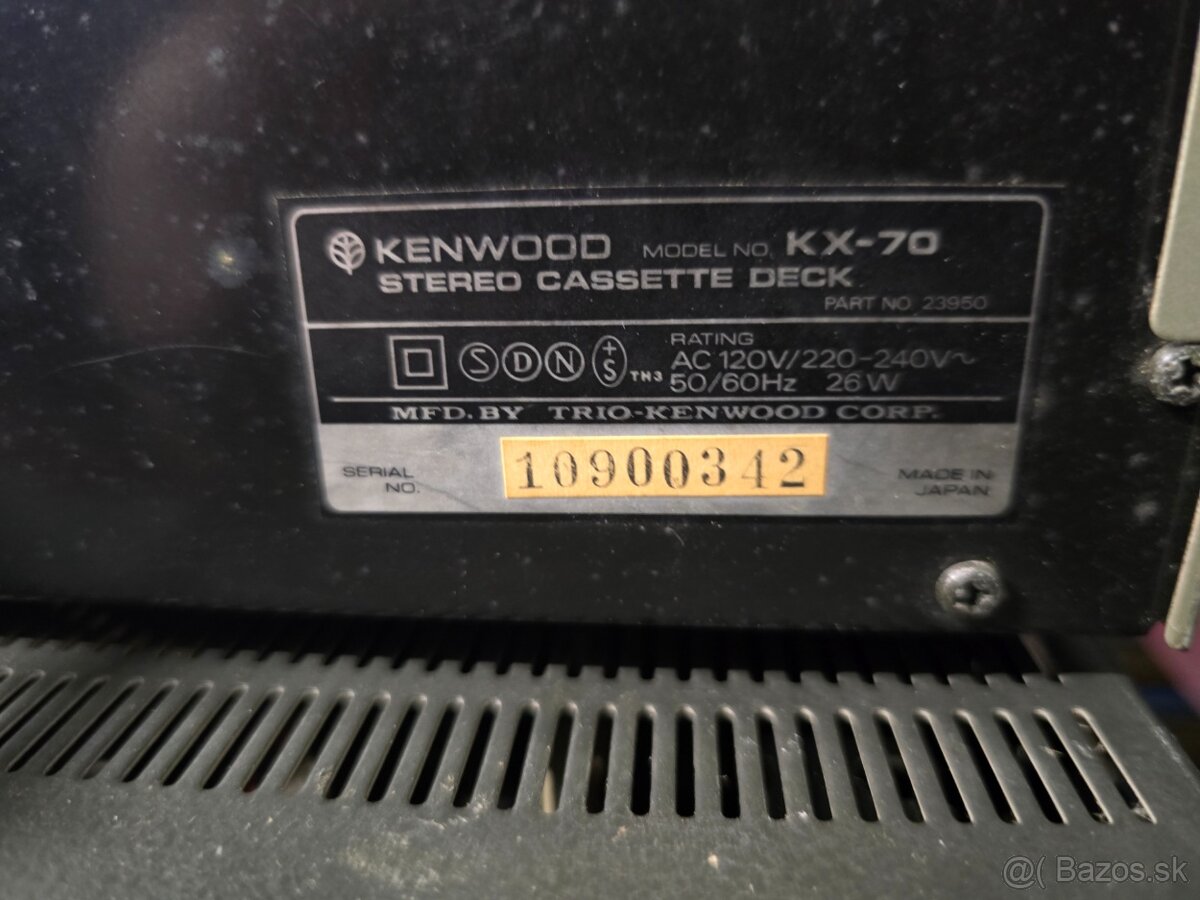 KENWOOD MODEL NO. KX-70
STEREO CASSETTE DECK
PART NO. 23950
S D N +S TH3
RATING
AC 120V/220-240V~
50/60Hz 26W
MFD. BY TRIO-KENWOOD CORP.
SERIAL NO. 10900342
MADE IN JAPAN
@( Bazos.sk